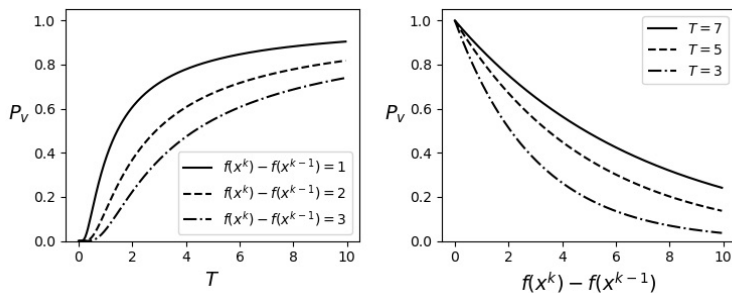 1.0
0.8
0.6
0.4
0.2
0.0
P_v
0 2 4 6 8 10
T
f(x^k) − f(x^{k−1}) = 1
f(x^k) − f(x^{k−1}) = 2
f(x^k) − f(x^{k−1}) = 3
1.0
0.8
0.6
0.4
0.2
0.0
P_v
0 2 4 6 8 10
f(x^k) − f(x^{k−1})
T = 7
T = 5
T = 3